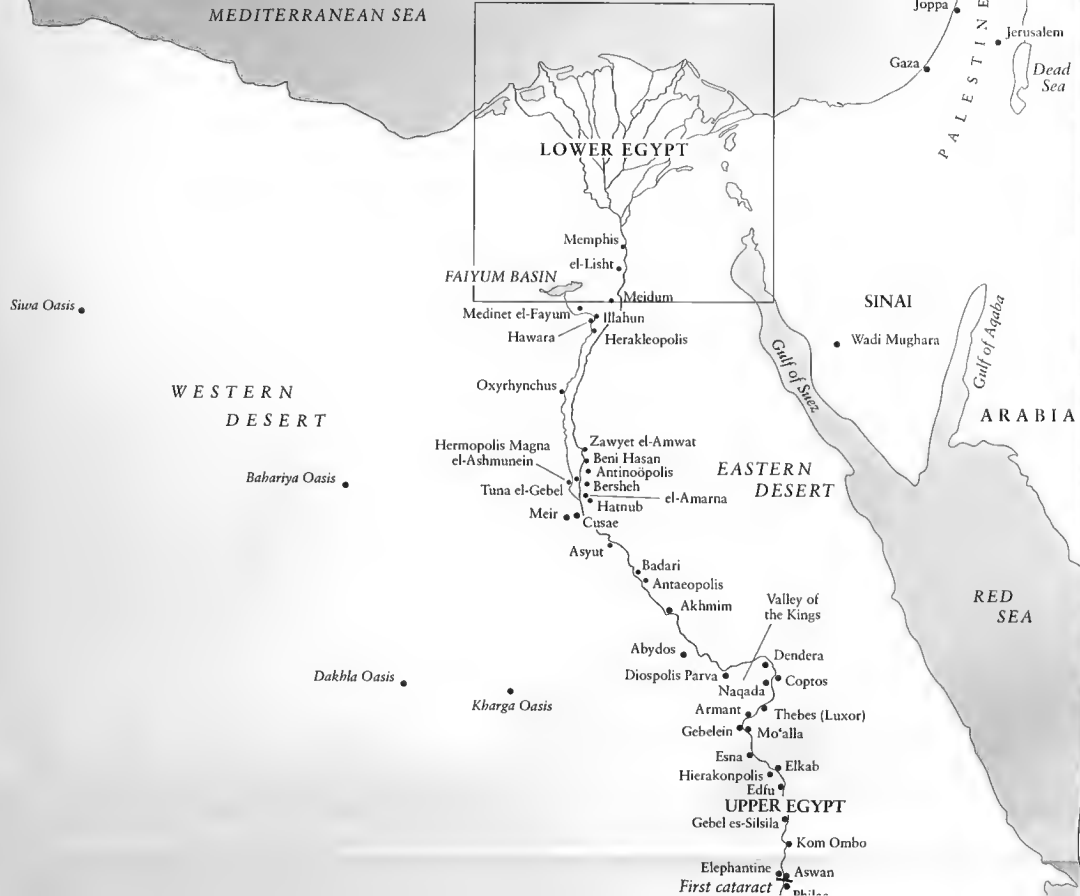 MEDITERRANEAN SEA
Joppa
Jerusalem
Gaza
Dead
Sea
PALESTINE
LOWER EGYPT
Memphis
el-Lisht
FAIYUM BASIN
Meidum
Siwa Oasis
SINAI
Medinet el-Fayum
Illahun
Hawara
Herakleopolis
Wadi Mughara
Gulf of Suez
Gulf of Aqaba
Oxyrhynchus
WESTERN
DESERT
ARABIA
Zawyet el-Amwat
Hermopolis Magna
el-Ashmunein
Beni Hasan
Antinoöpolis
EASTERN
DESERT
Bahariya Oasis
Tuna el-Gebel
Bersheh
el-Amarna
Hatnub
Meir
Cusae
Asyut
Badari
Antaeopolis
Akhmim
Valley of
the Kings
RED
SEA
Abydos
Dendera
Dakhla Oasis
Diospolis Parva
Coptos
Naqada
Kharga Oasis
Armant
Thebes (Luxor)
Gebelein
Mo‘alla
Esna
Elkab
Hierakonpolis
Edfu
UPPER EGYPT
Gebel es-Silsila
Kom Ombo
Elephantine
Aswan
First cataract